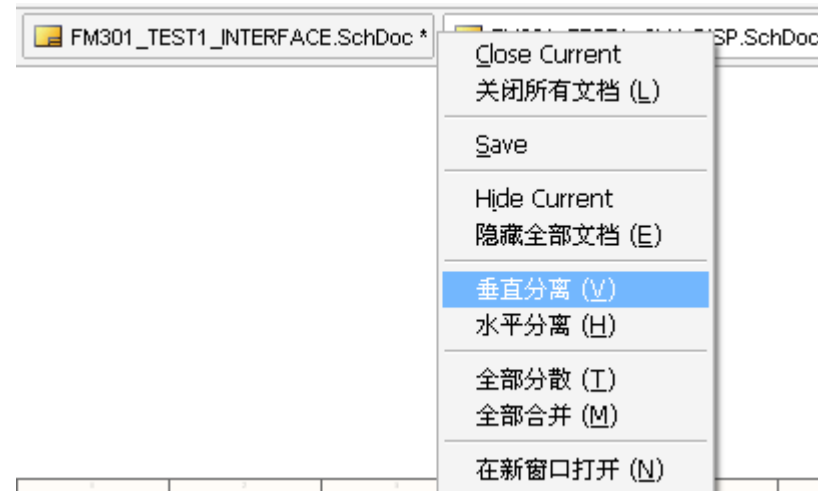 FM301_TEST1_INTERFACE.SchDoc *
SP.SchDoc
Close Current
关闭所有文档 (L)
Save
Hide Current
隐藏全部文档 (E)
垂直分离 (V)
水平分离 (H)
全部分散 (T)
全部合并 (M)
在新窗口打开 (N)